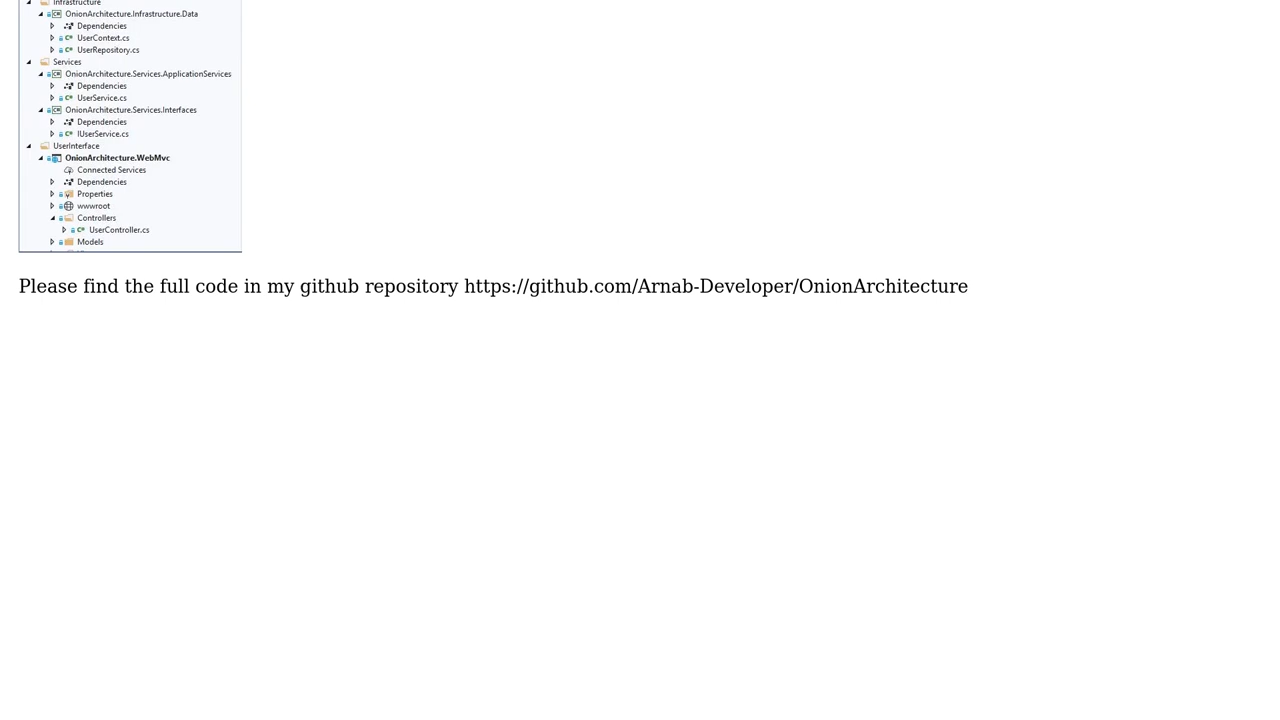 Infrastructure
OnionArchitecture.Infrastructure.Data
Dependencies
UserContext.cs
UserRepository.cs
Services
OnionArchitecture.Services.ApplicationServices
Dependencies
UserService.cs
OnionArchitecture.Services.Interfaces
Dependencies
IUserService.cs
UserInterface
OnionArchitecture.WebMvc
Connected Services
Dependencies
Properties
wwwroot
Controllers
UserController.cs
Models
Please find the full code in my github repository https://github.com/Arnab-Developer/OnionArchitecture